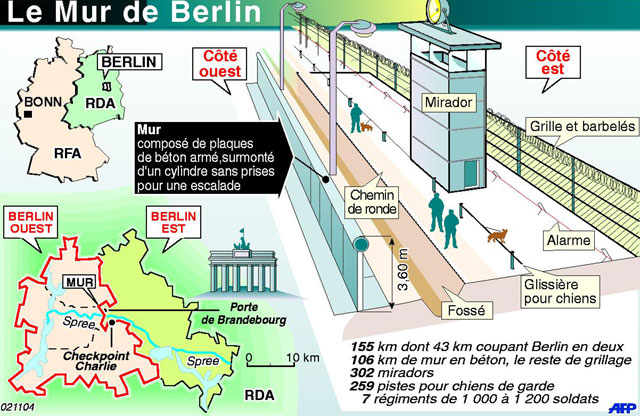 Le Mur de Berlin
BERLIN
BONN
RDA
RFA
Côté
ouest
Côté
est
Mirador
Grille et barbelés
Mur
composé de plaques
de béton armé,surmonté
d'un cylindre sans prises
pour une escalade
Chemin
de ronde
Alarme
3,60 m
Glissière
pour chiens
Fossé
BERLIN
OUEST
BERLIN
EST
MUR
Porte
de Brandebourg
Spree
Checkpoint
Charlie
Spree
0 10 km
RDA
155 km dont 43 km coupant Berlin en deux
106 km de mur en béton, le reste de grillage
302 miradors
259 pistes pour chiens de garde
7 régiments de 1 000 à 1 200 soldats
021104
AFP